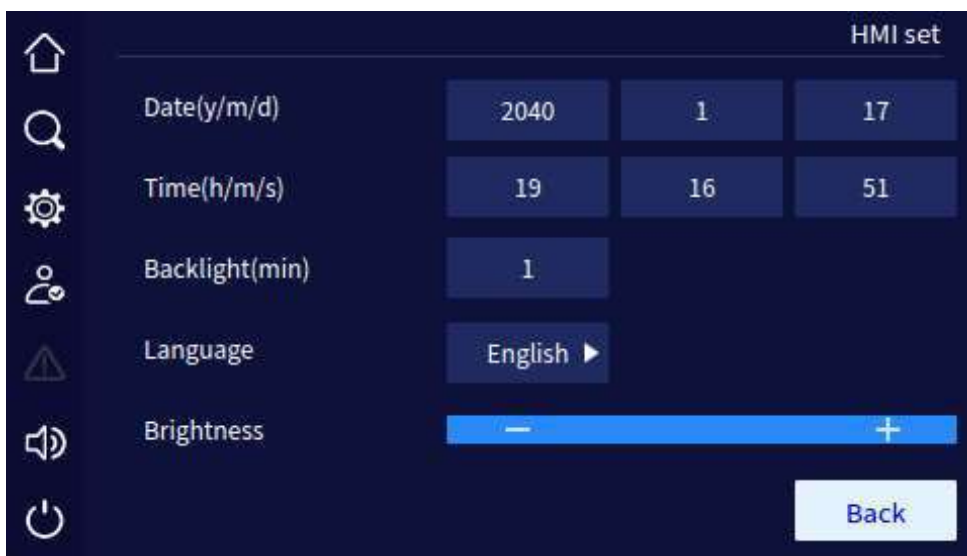 HMI set
Date(y/m/d) 2040 1 17
Time(h/m/s) 19 16 51
Backlight(min) 1
Language English
Brightness − +
Back